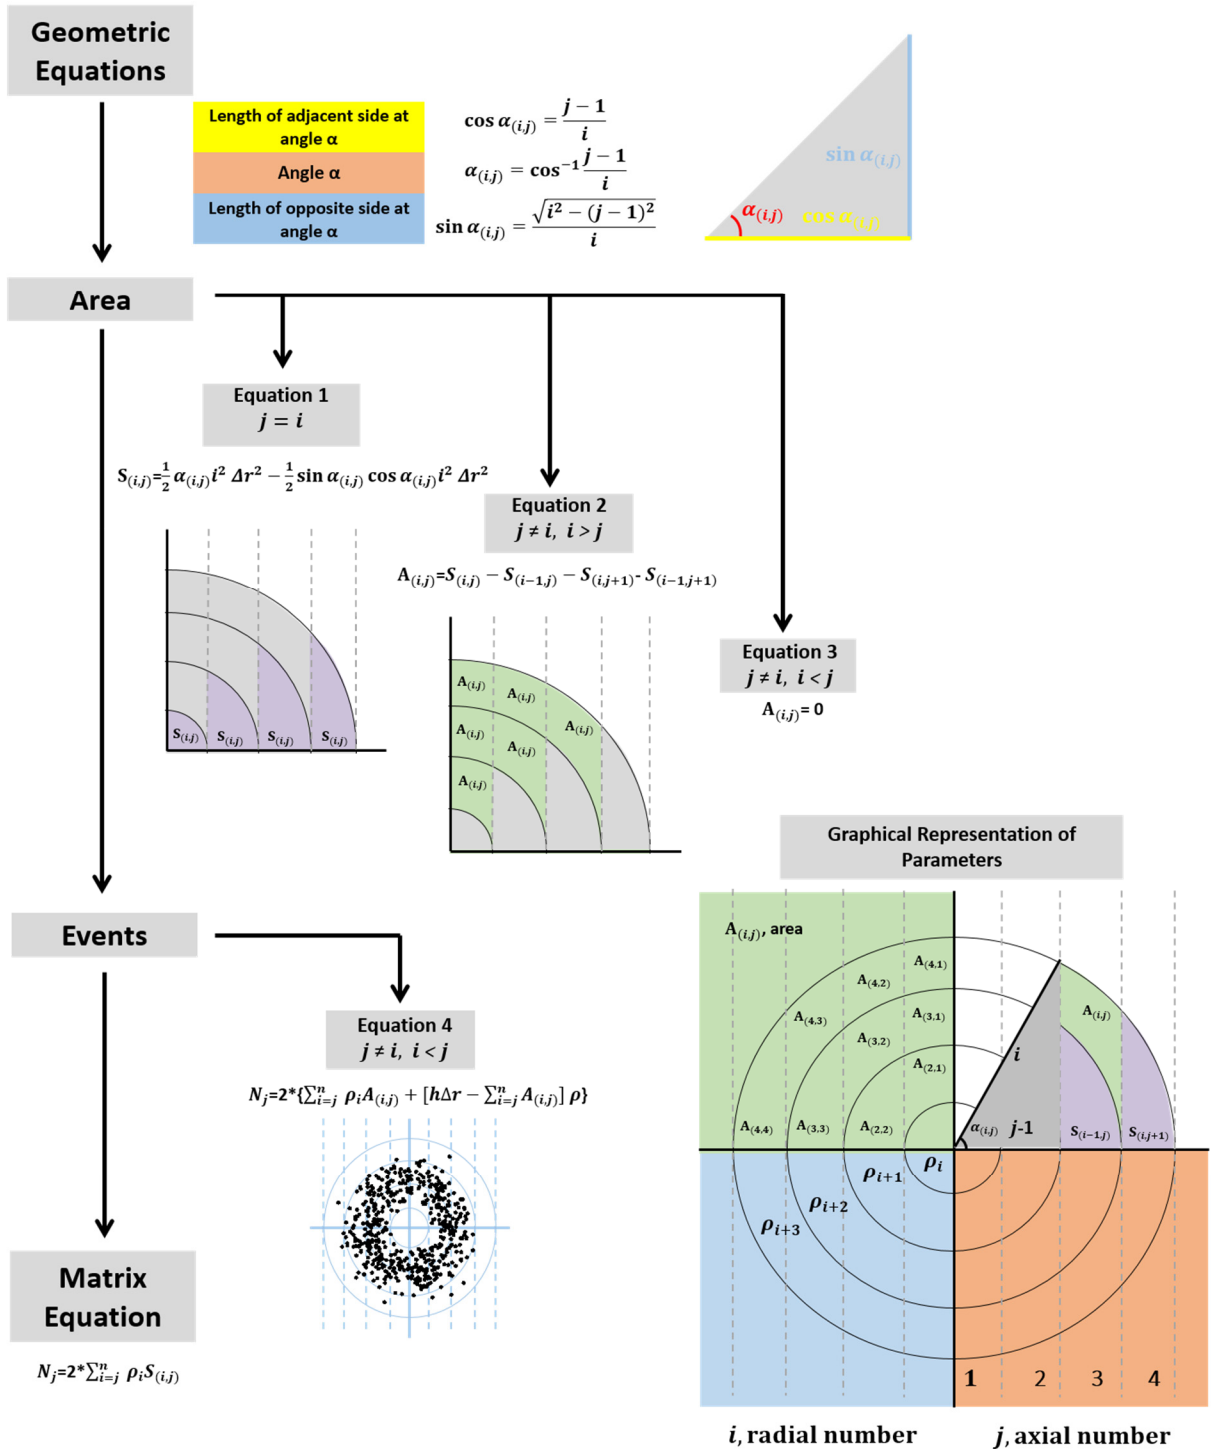 Geometric
Equations
Length of adjacent side at
angle α
cos α(i,j) = (j − 1)/i
Angle α
α(i,j) = cos⁻¹ (j − 1)/i
Length of opposite side at
angle α
sin α(i,j) = √(i² − (j − 1)²)/i
sin α(i,j)
α(i,j)
cos α(i,j)
Area
Equation 1
j = i
S(i,j)=½ α(i,j)i² Δr² − ½ sin α(i,j) cos α(i,j)i² Δr²
S(i,j) S(i,j) S(i,j) S(i,j)
Equation 2
j ≠ i, i > j
A(i,j)=S(i,j) − S(i−1,j) − S(i,j+1)- S(i−1,j+1)
A(i,j) A(i,j)
A(i,j) A(i,j) A(i,j)
A(i,j)
Equation 3
j ≠ i, i < j
A(i,j)= 0
Events
Equation 4
j ≠ i, i < j
Nj=2*{∑ⁿi=j ρiA(i,j) + [hΔr − ∑ⁿi=j A(i,j)] ρ}
Matrix
Equation
Nj=2*∑ⁿi=j ρiS(i,j)
Graphical Representation of
Parameters
A(i,j), area
A(4,1)
A(4,2)
A(4,3) A(3,1)
A(3,2)
A(2,1)
A(4,4) A(3,3) A(2,2)
A(i,j)
i
α(i,j) j-1 S(i−1,j) S(i,j+1)
ρi
ρi+1
ρi+2
ρi+3
1 2 3 4
i, radial number
j, axial number